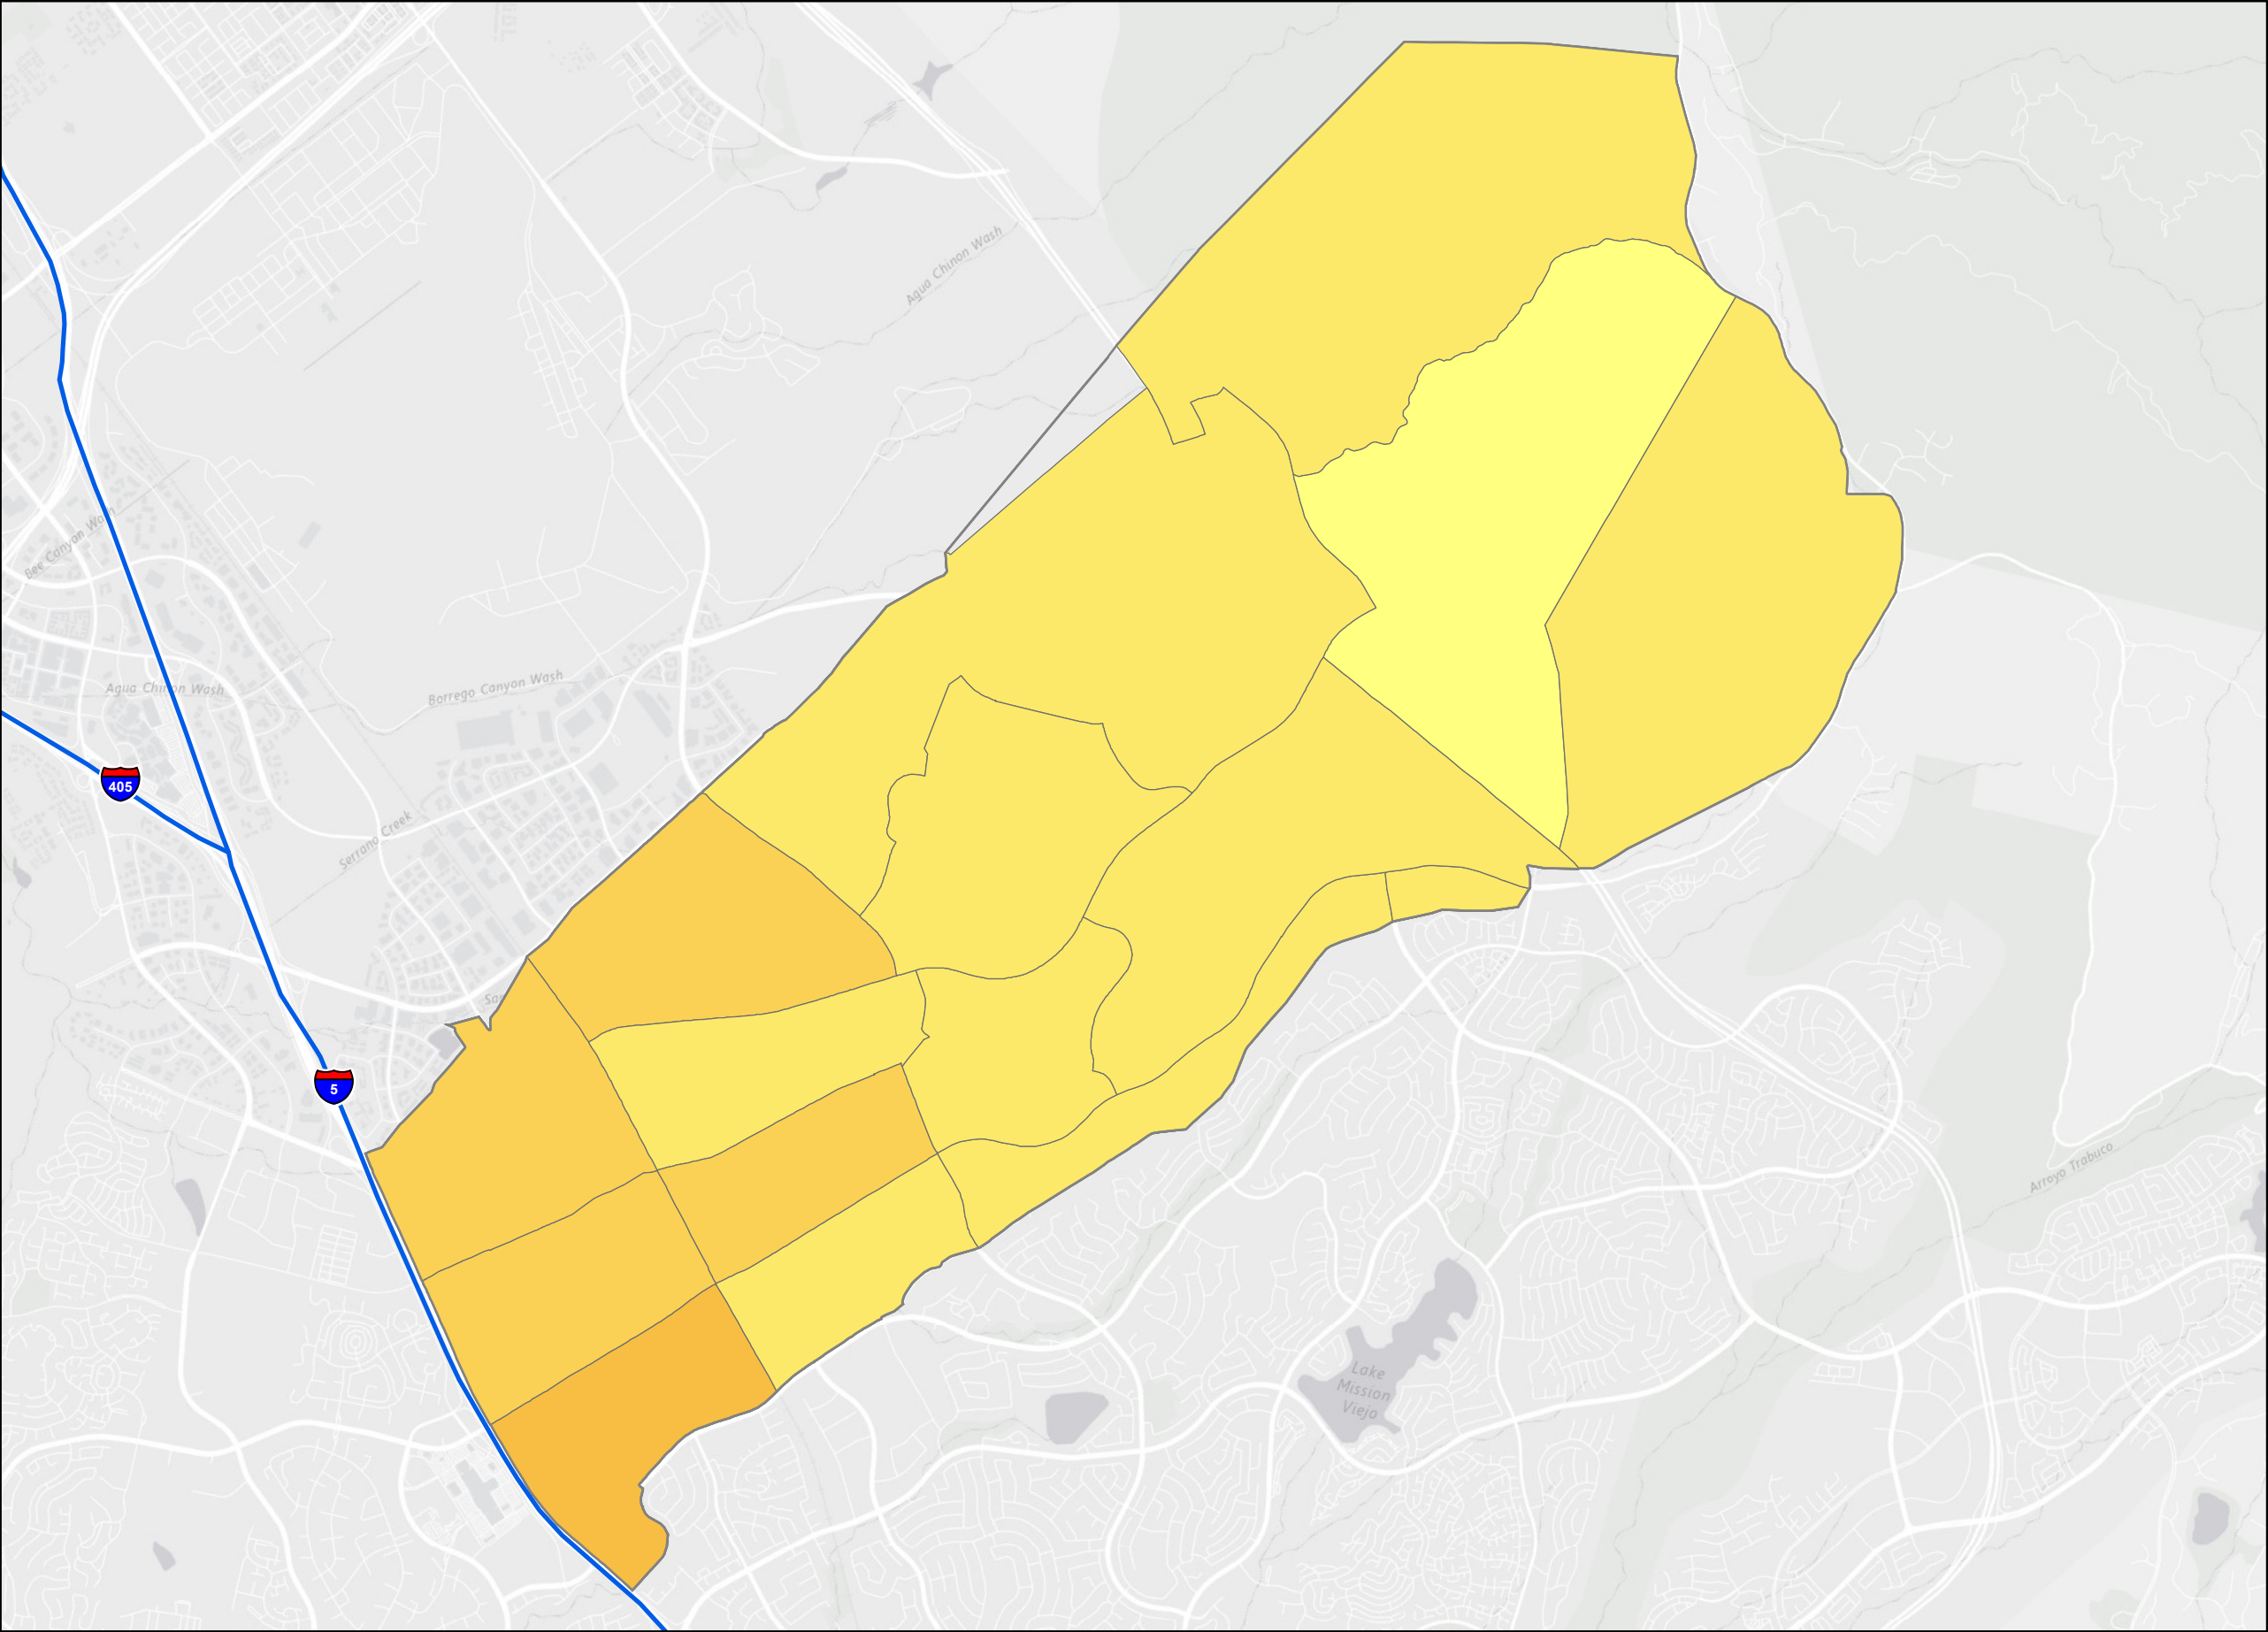 Agua Chinon Wash
Bee Canyon Wash
Agua Chinon Wash
Borrego Canyon Wash
405
Serrano Creek
5
Arroyo Trabuco
Lake
Mission
Viejo